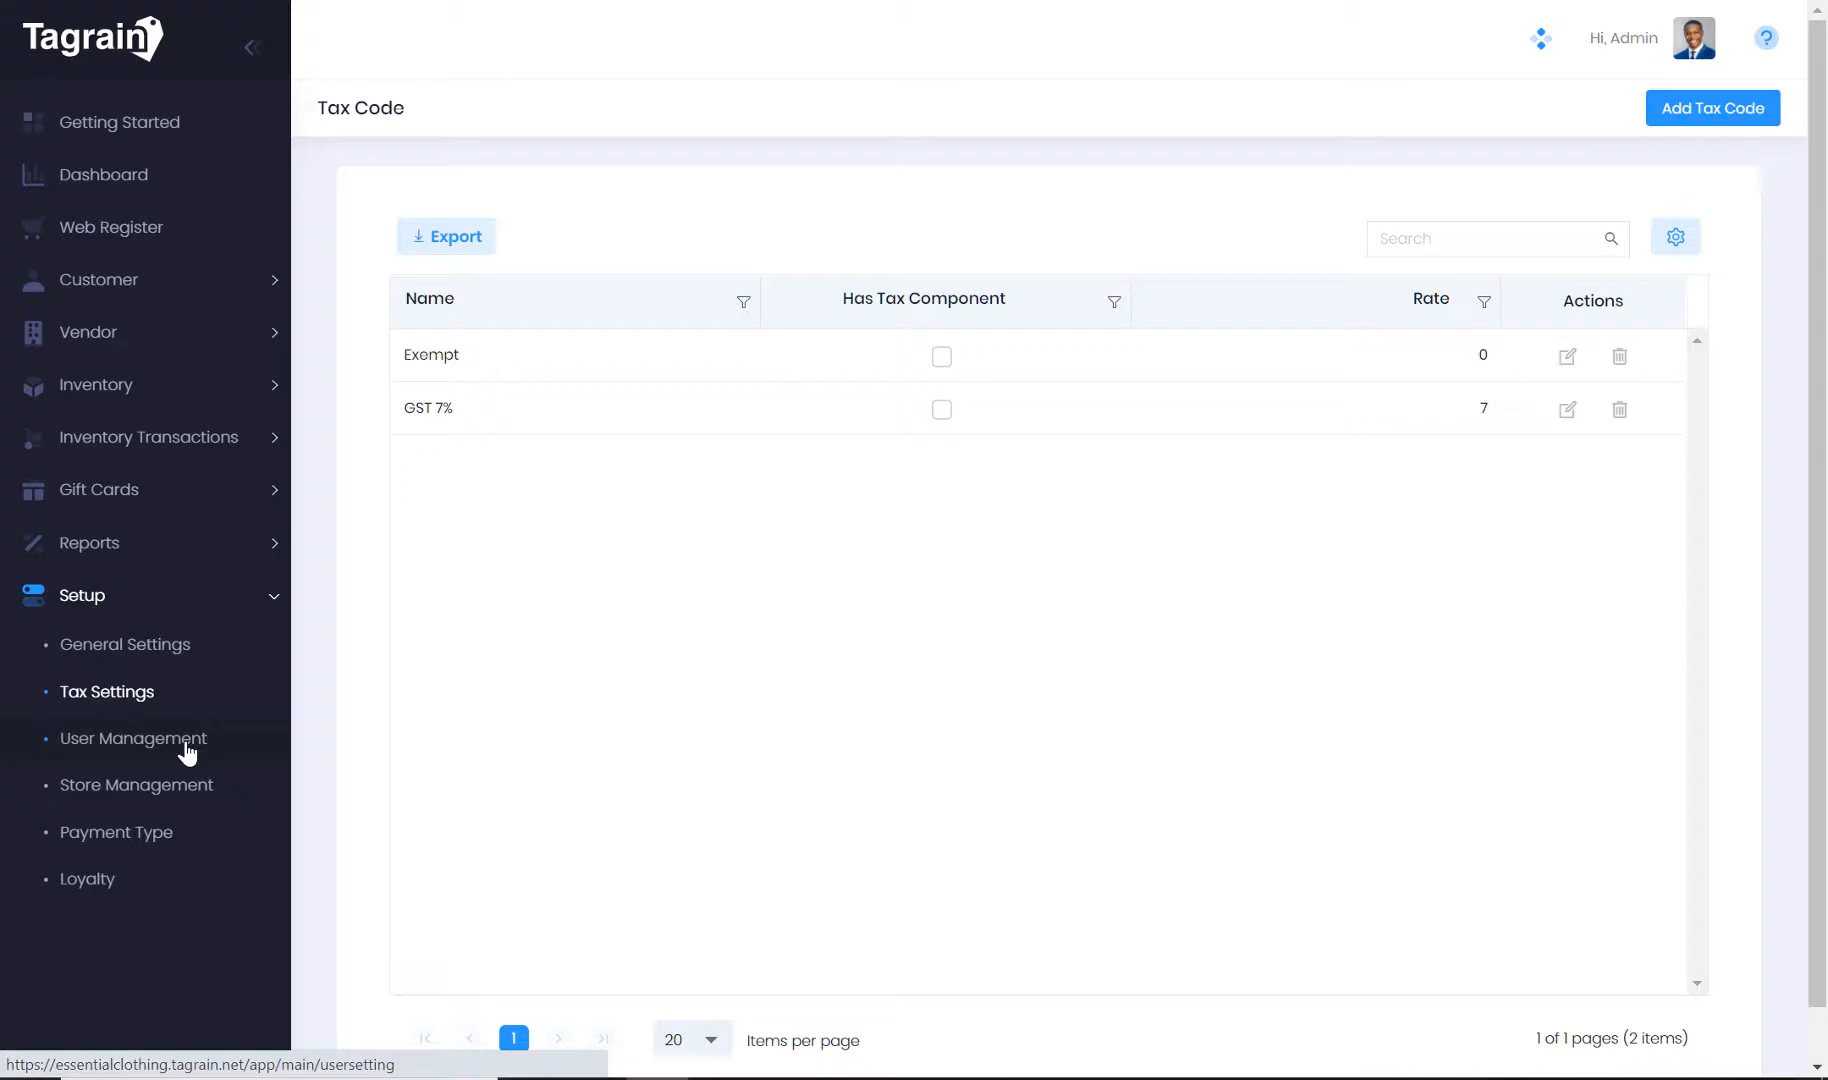 Tagrain
Hi, Admin
?
Getting Started
Dashboard
Web Register
Customer
Vendor
Inventory
Inventory Transactions
Gift Cards
Reports
Setup
General Settings
Tax Settings
User Management
Store Management
Payment Type
Loyalty
Tax Code
Add Tax Code
Export
Search
Name Has Tax Component Rate Actions
Exempt 0
GST 7% 7
1 20 Items per page 1 of 1 pages (2 items)
https://essentialclothing.tagrain.net/app/main/usersetting